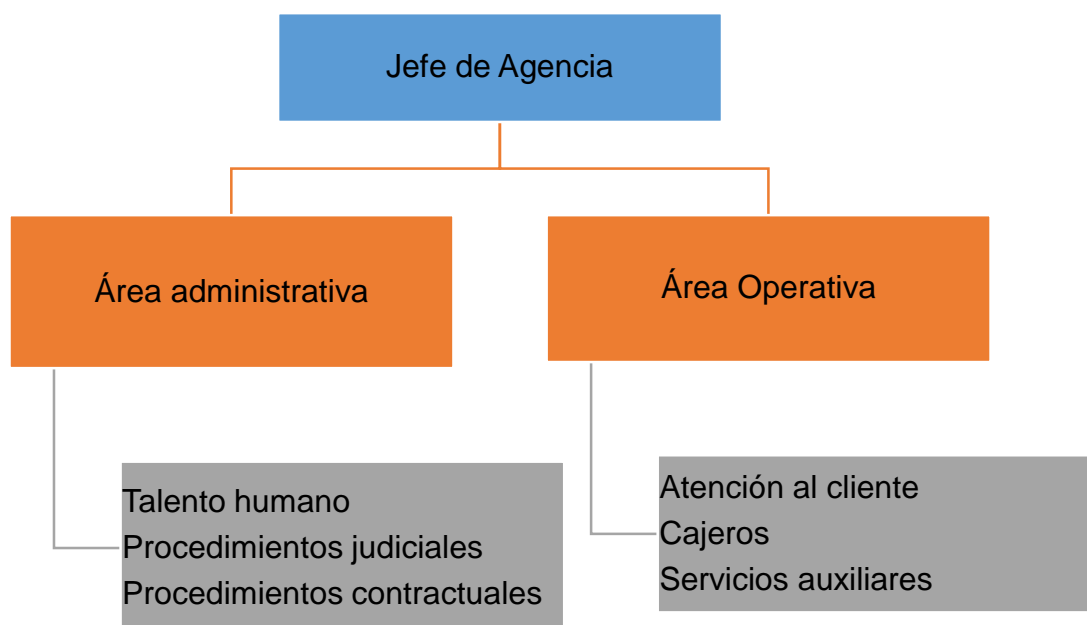 Jefe de Agencia
Área administrativa
Área Operativa
Talento humano
Procedimientos judiciales
Procedimientos contractuales
Atención al cliente
Cajeros
Servicios auxiliares